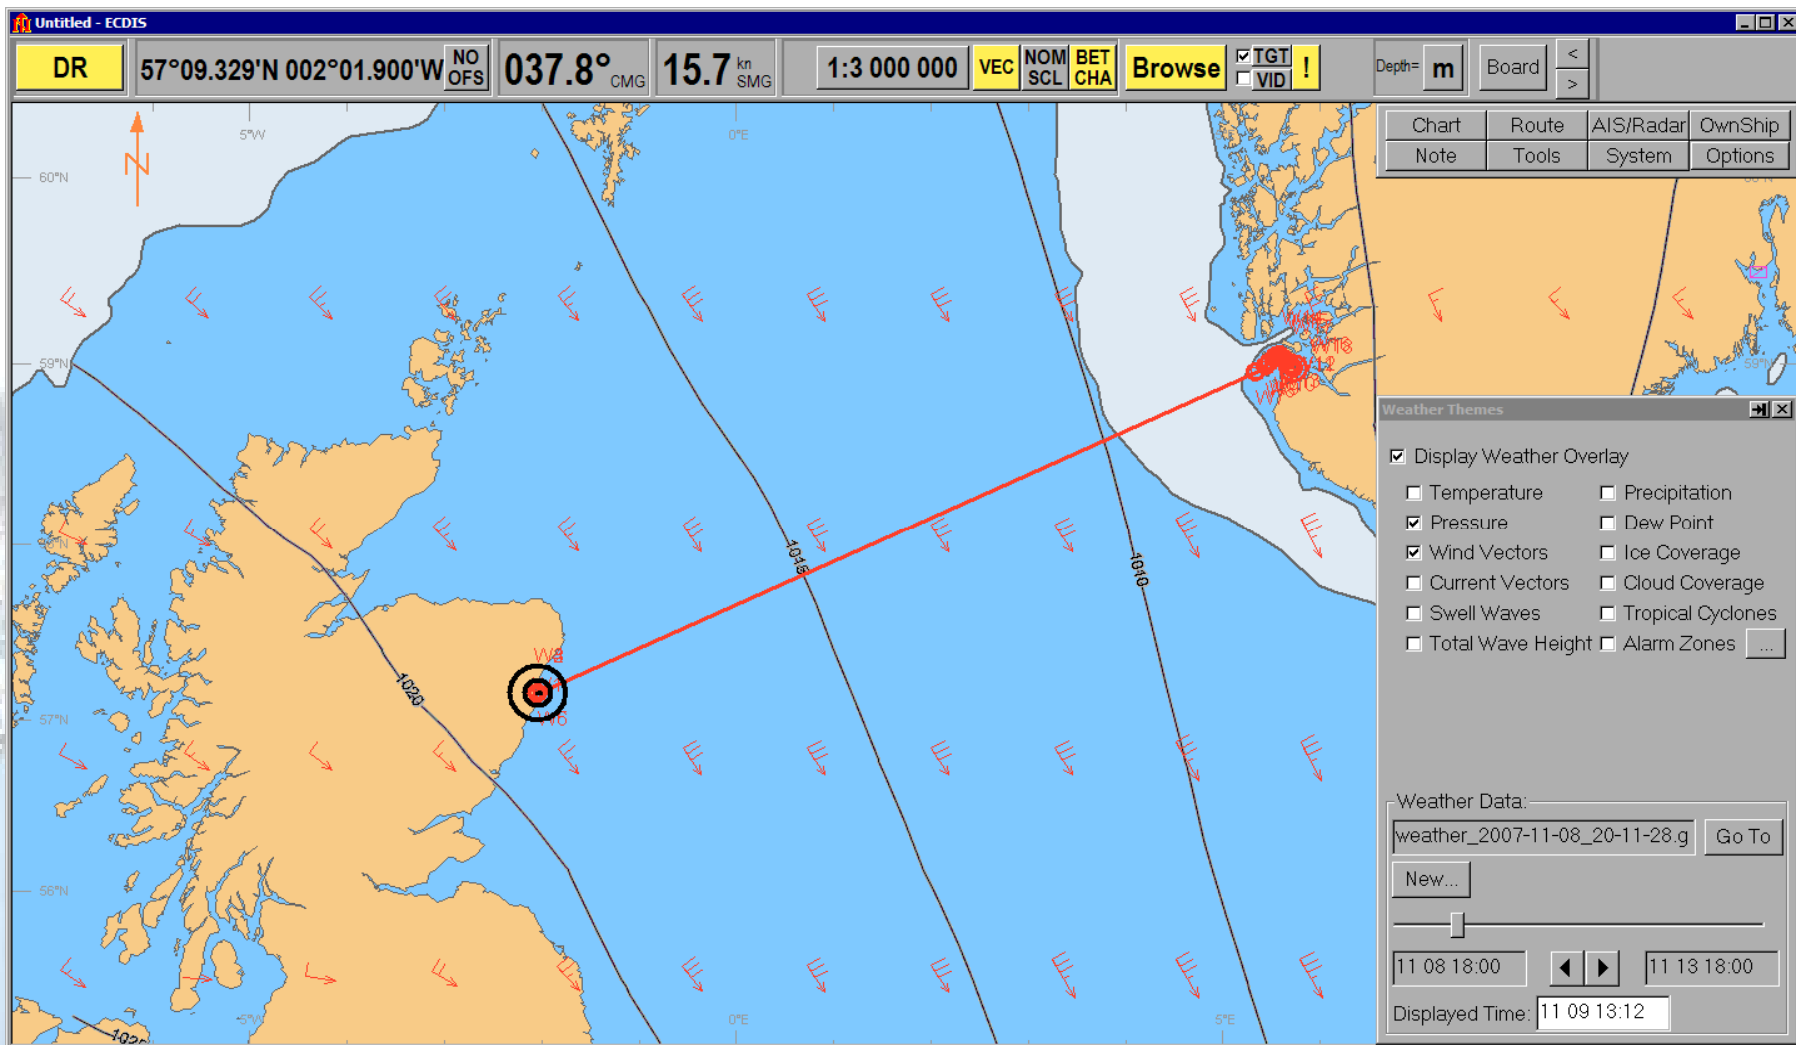 Untitled - ECDIS
DR
57°09.329'N 002°01.900'W
NO OFS
037.8° CMG
15.7 kn SMG
1:3 000 000
VEC
NOM SCL
BET CHA
Browse
TGT
VID
!
Depth=
m
Board
<
>
Chart Route AIS/Radar OwnShip
Note Tools System Options
5°W
0°E
60°N
N
59°N
59°N
57°N
56°N
5°W
0°E
5°E
1015
1010
1020
W6
Weather Themes
Display Weather Overlay
Temperature
Precipitation
Pressure
Dew Point
Wind Vectors
Ice Coverage
Current Vectors
Cloud Coverage
Swell Waves
Tropical Cyclones
Total Wave Height
Alarm Zones
...
Weather Data:
weather_2007-11-08_20-11-28.g
Go To
New...
11 08 18:00
11 13 18:00
Displayed Time: 11 09 13:12